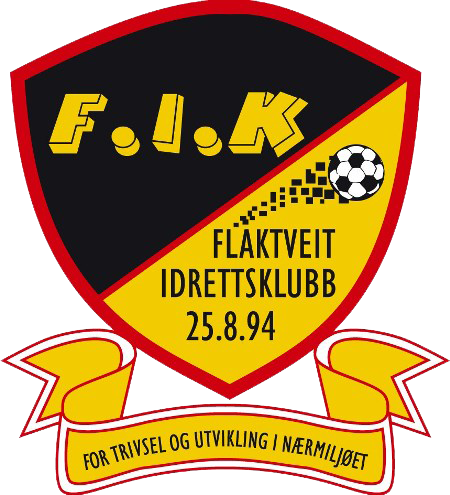 F.I.K
FLAKTVEIT
IDRETTSKLUBB
25.8.94
FOR TRIVSEL OG UTVIKLING I NÆRMILJØET